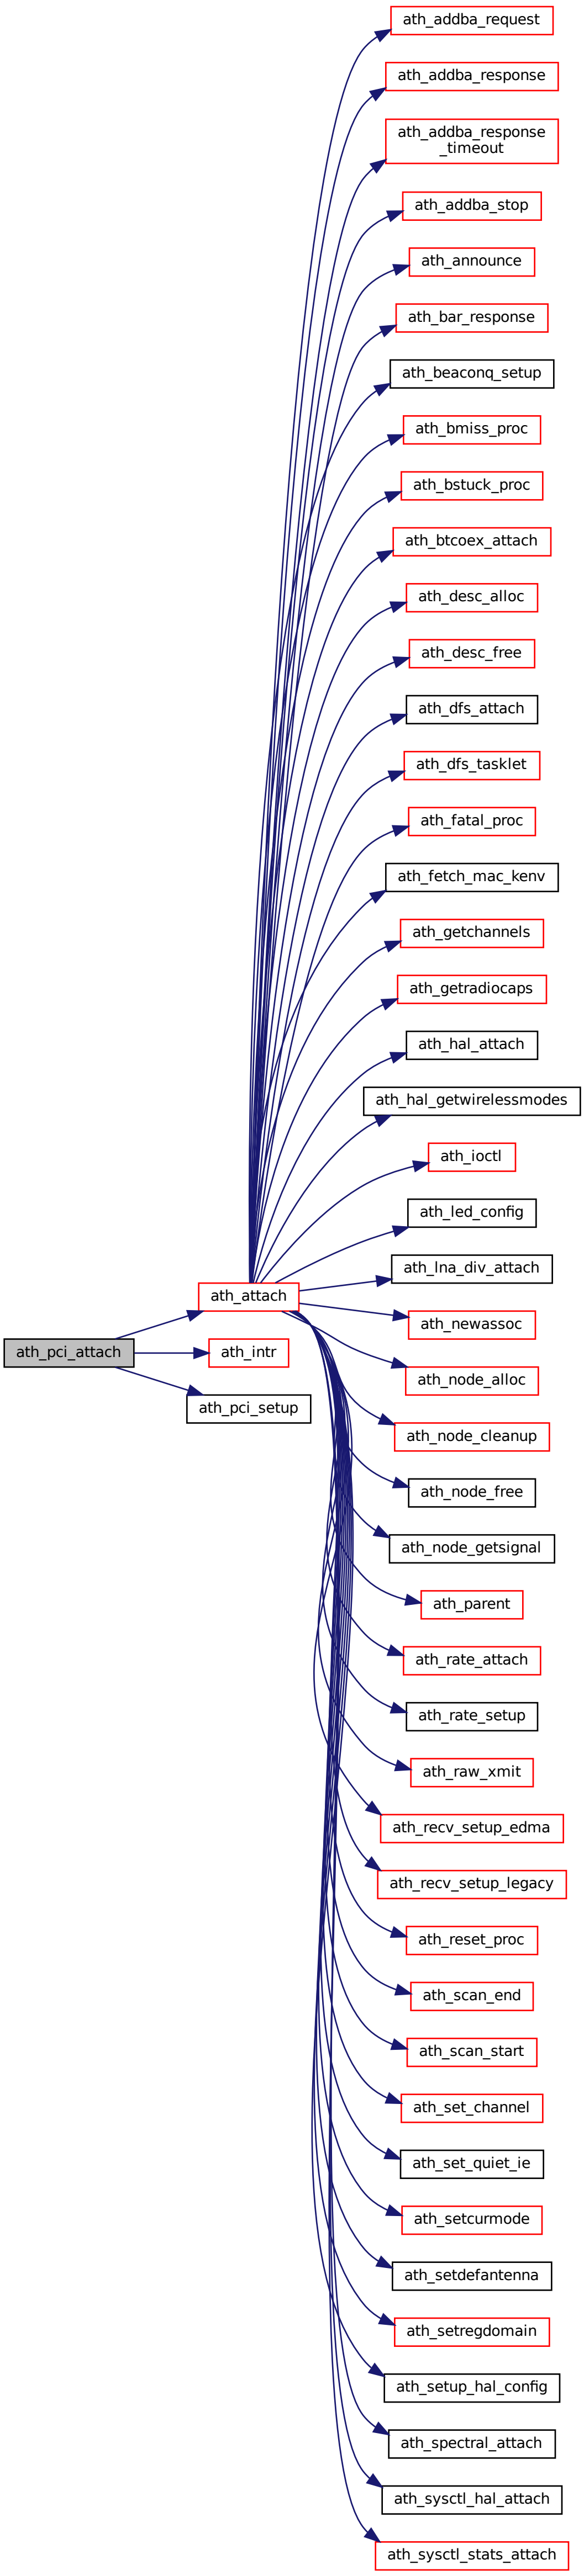 ath_addba_request
ath_addba_response
ath_addba_response
_timeout
ath_addba_stop
ath_announce
ath_bar_response
ath_beaconq_setup
ath_bmiss_proc
ath_bstuck_proc
ath_btcoex_attach
ath_desc_alloc
ath_desc_free
ath_dfs_attach
ath_dfs_tasklet
ath_fatal_proc
ath_fetch_mac_kenv
ath_getchannels
ath_getradiocaps
ath_hal_attach
ath_hal_getwirelessmodes
ath_ioctl
ath_led_config
ath_lna_div_attach
ath_attach
ath_newassoc
ath_pci_attach
ath_intr
ath_node_alloc
ath_pci_setup
ath_node_cleanup
ath_node_free
ath_node_getsignal
ath_parent
ath_rate_attach
ath_rate_setup
ath_raw_xmit
ath_recv_setup_edma
ath_recv_setup_legacy
ath_reset_proc
ath_scan_end
ath_scan_start
ath_set_channel
ath_set_quiet_ie
ath_setcurmode
ath_setdefantenna
ath_setregdomain
ath_setup_hal_config
ath_spectral_attach
ath_sysctl_hal_attach
ath_sysctl_stats_attach